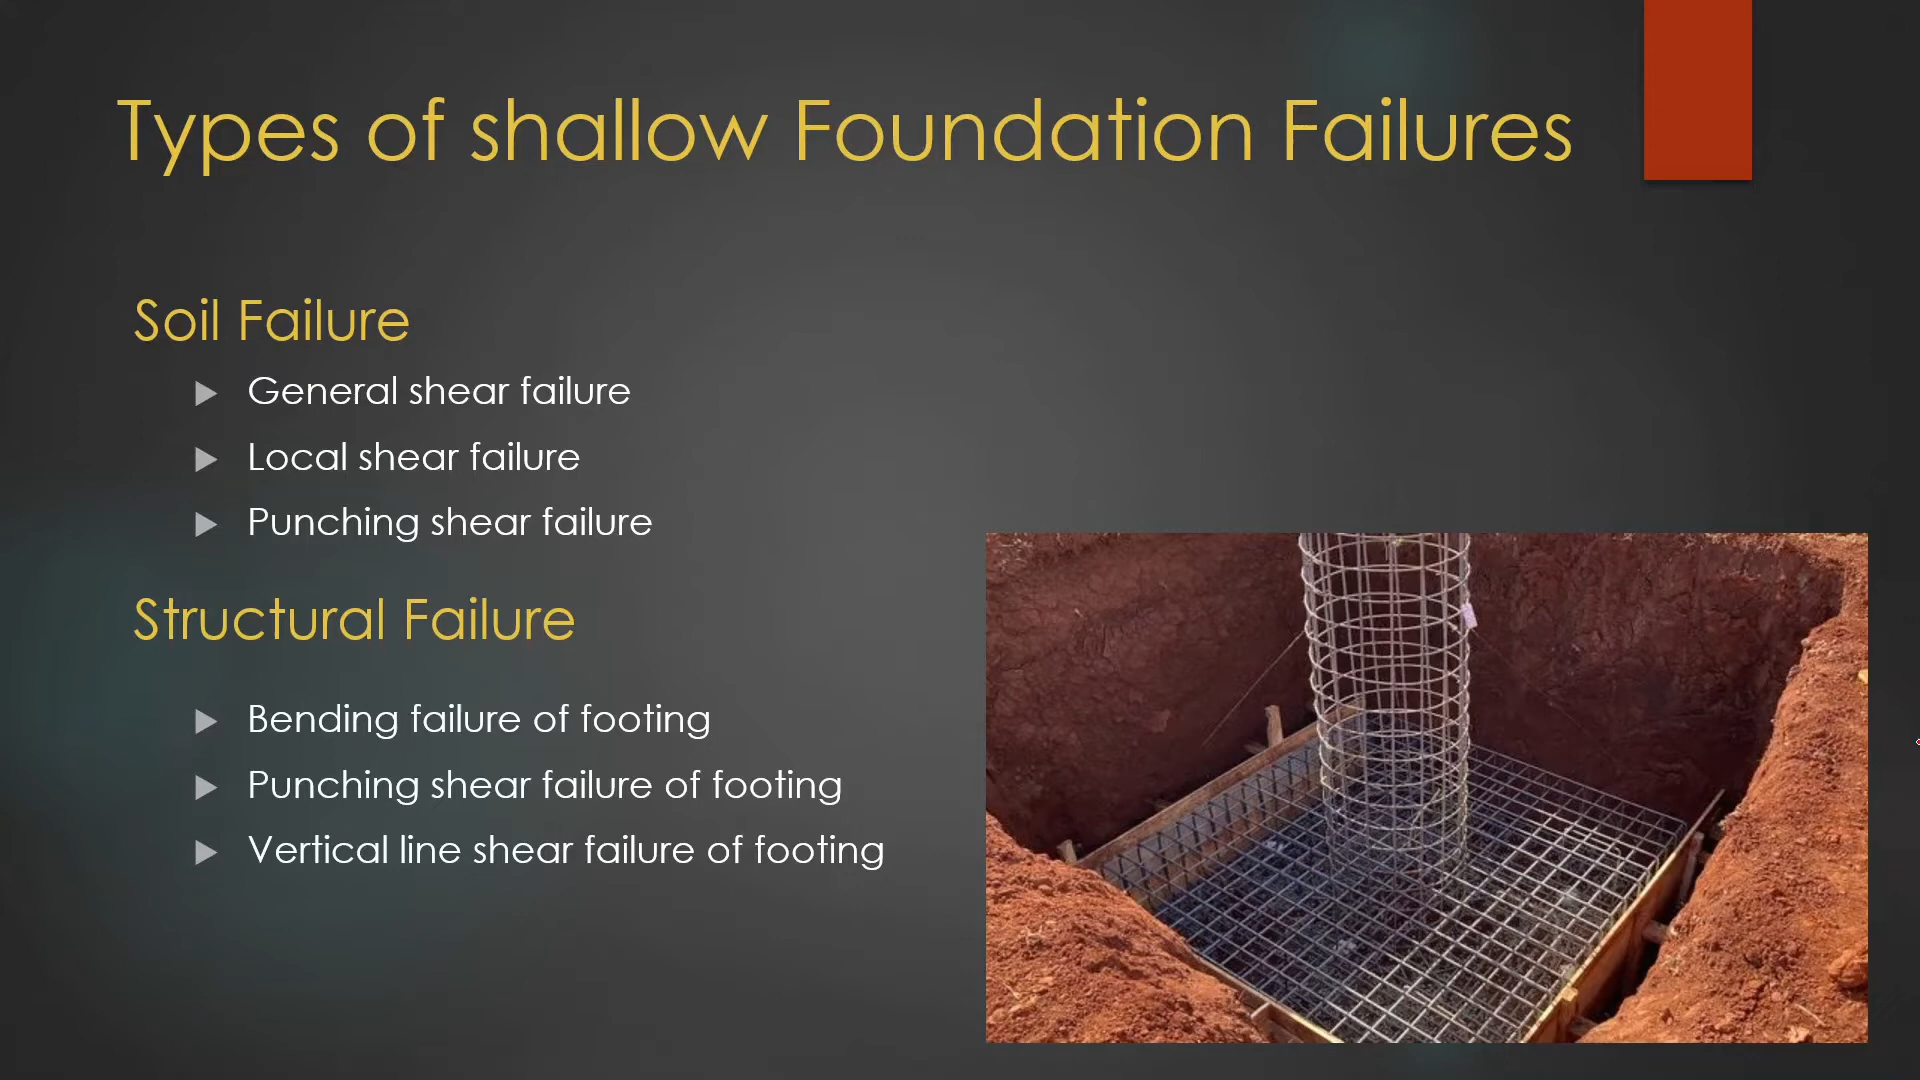 Types of shallow Foundation Failures
Soil Failure
General shear failure
Local shear failure
Punching shear failure
Structural Failure
Bending failure of footing
Punching shear failure of footing
Vertical line shear failure of footing